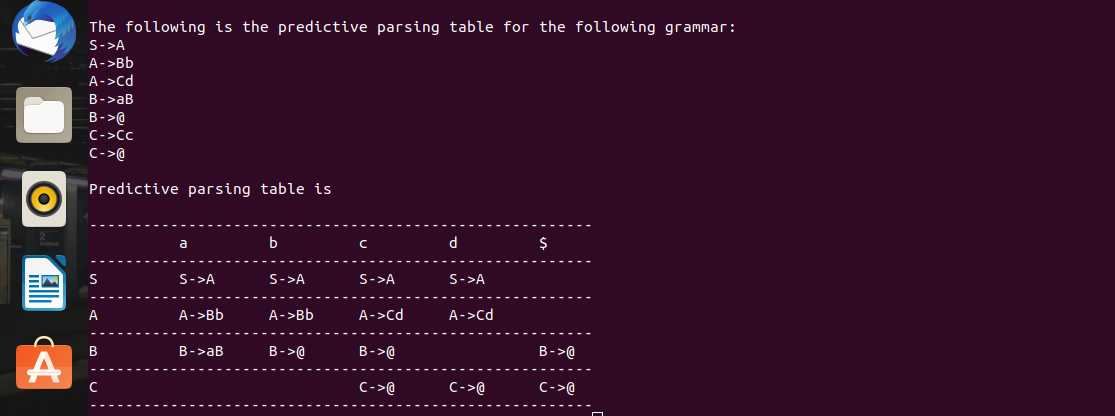 The following is the predictive parsing table for the following grammar:
S->A
A->Bb
A->Cd
B->aB
B->@
C->Cc
C->@
Predictive parsing table is
--------------------------------------------------------
a b c d $
--------------------------------------------------------
S S->A S->A S->A S->A
--------------------------------------------------------
A A->Bb A->Bb A->Cd A->Cd
--------------------------------------------------------
B B->aB B->@ B->@ B->@
--------------------------------------------------------
C C->@ C->@ C->@
--------------------------------------------------------